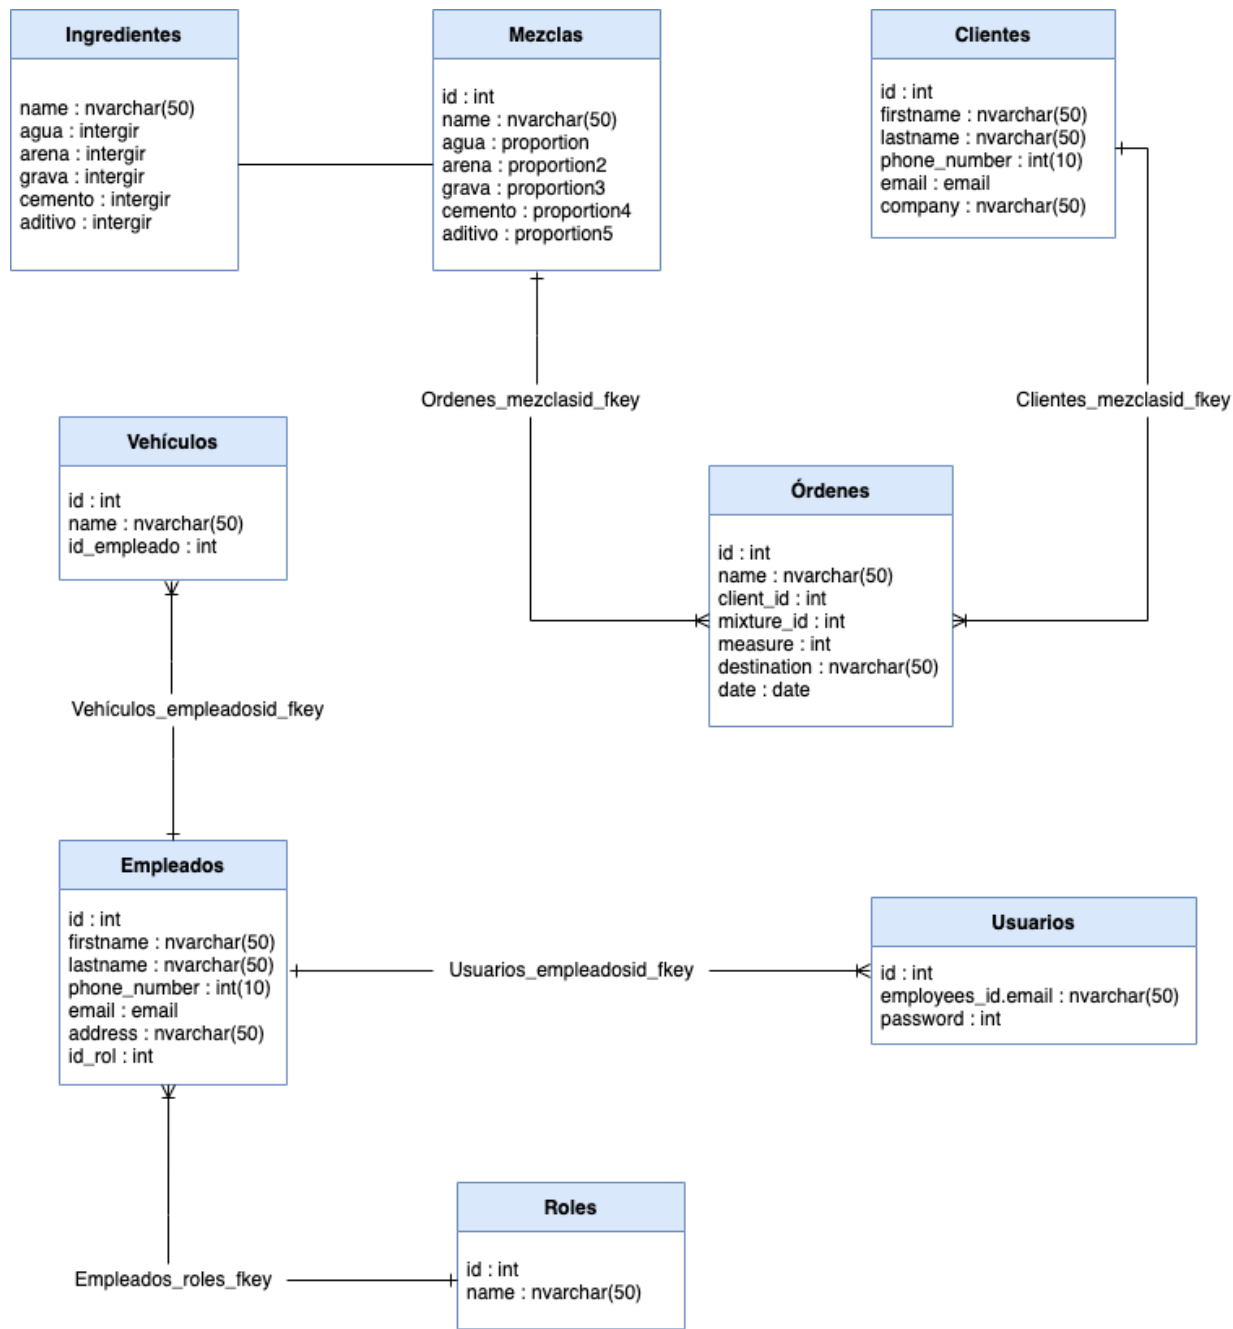 Ingredientes
name : nvarchar(50)
agua : intergir
arena : intergir
grava : intergir
cemento : intergir
aditivo : intergir
Mezclas
id : int
name : nvarchar(50)
agua : proportion
arena : proportion2
grava : proportion3
cemento : proportion4
aditivo : proportion5
Clientes
id : int
firstname : nvarchar(50)
lastname : nvarchar(50)
phone_number : int(10)
email : email
company : nvarchar(50)
Ordenes_mezclasid_fkey
Clientes_mezclasid_fkey
Vehículos
id : int
name : nvarchar(50)
id_empleado : int
Órdenes
id : int
name : nvarchar(50)
client_id : int
mixture_id : int
measure : int
destination : nvarchar(50)
date : date
Vehículos_empleadosid_fkey
Empleados
id : int
firstname : nvarchar(50)
lastname : nvarchar(50)
phone_number : int(10)
email : email
address : nvarchar(50)
id_rol : int
Usuarios_empleadosid_fkey
Usuarios
id : int
employees_id.email : nvarchar(50)
password : int
Empleados_roles_fkey
Roles
id : int
name : nvarchar(50)